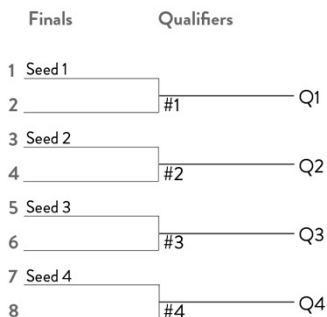 Finals Qualifiers
1 Seed 1
2 #1 Q1
3 Seed 2
4 #2 Q2
5 Seed 3
6 #3 Q3
7 Seed 4
8 #4 Q4